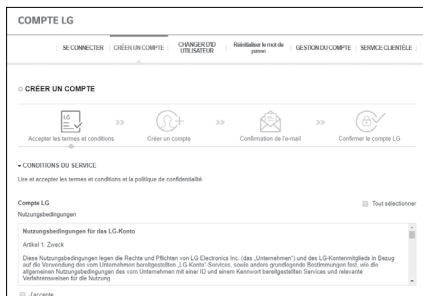 COMPTE LG
SE CONNECTER
CRÉER UN COMPTE
CHANGER D'ID
UTILISATEUR
Réinitialiser le mot de
passe
GESTION DU COMPTE
SERVICE CLIENTÈLE
CRÉER UN COMPTE
LG
Accepter les termes et conditions
Créer un compte
Confirmation de l'e-mail
Confirmer le compte LG
CONDITIONS DU SERVICE
Lire et accepter les termes et conditions et la politique de confidentialité.
Compte LG
Tout sélectionner
Nutzungsbedingungen
Nutzungsbedingungen für das LG-Konto
Artikel 1. Zweck
Diese Nutzungsbedingungen legen die Rechte und Pflichten von LG Electronics Inc. (das „Unternehmen“) und des LG-Kontenmitglieds in Bezug
auf die Verwendung des vom Unternehmen bereitgestellten „LG-Konto“-Services, sowie andere grundlegende Bestimmungen fest, wie die
allgemeinen Nutzungsbedingungen des vom Unternehmen mit einer ID und einem Kennwort bereitgestellten Services und relevante
Verfahrensweisen für die Nutzung.
J'accepte